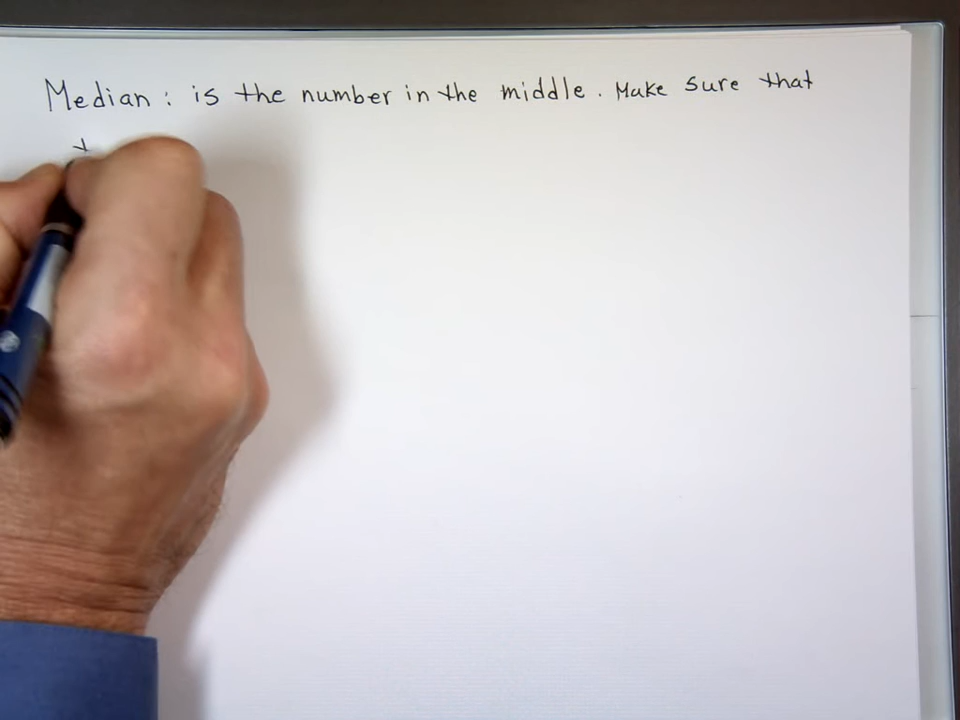 Median : is the number in the middle . Make sure that